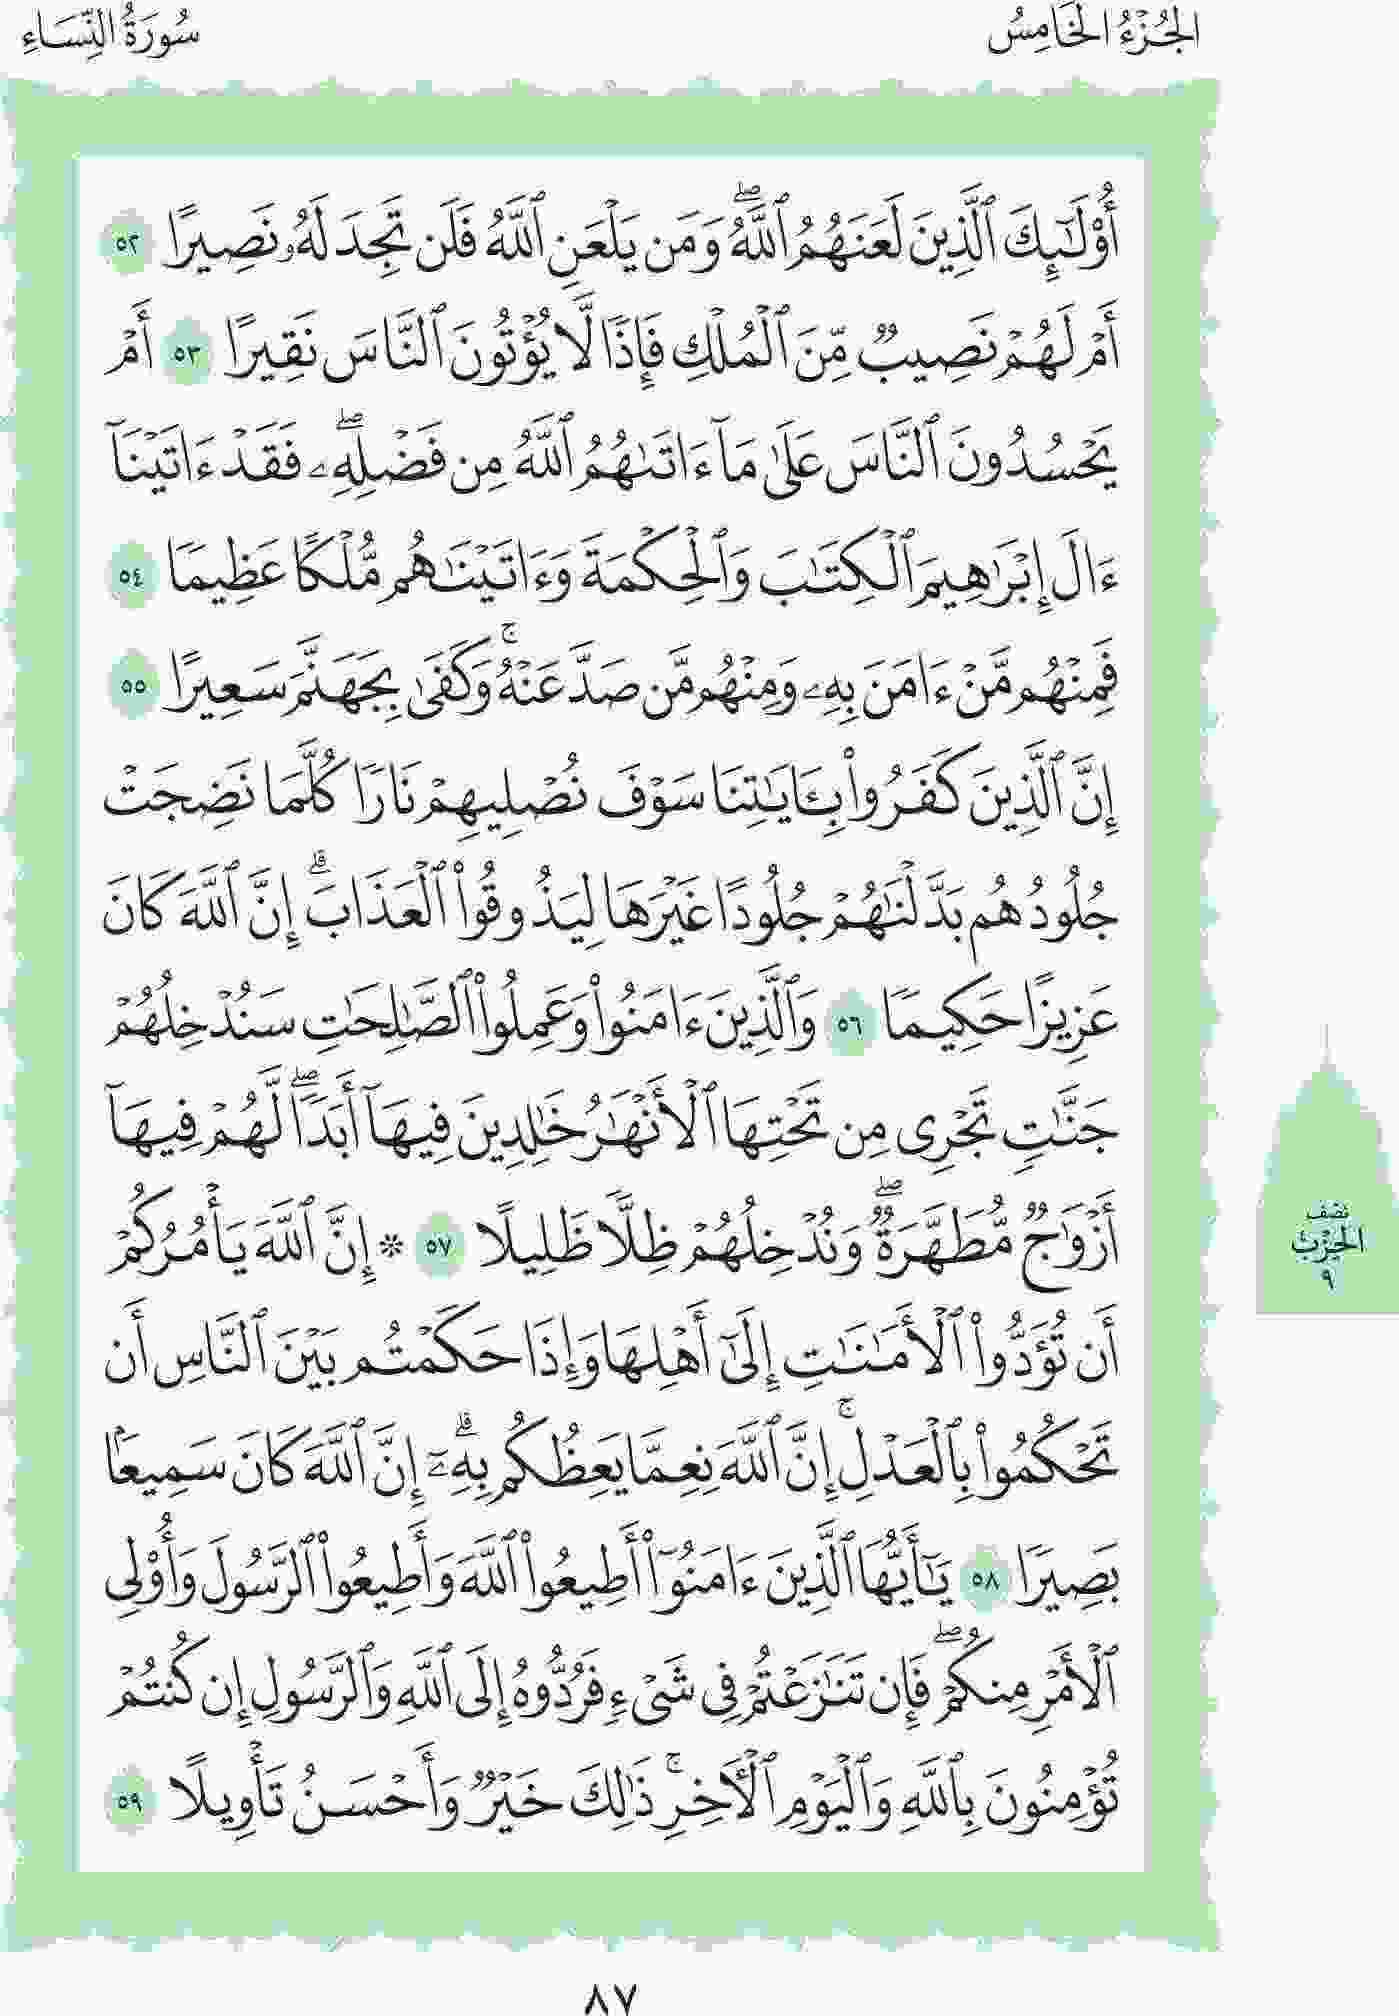 الجُزْءُ الخَامِسُ
سُورَةُ النِّسَاءِ
أُوْلَٰٓئِكَ ٱلَّذِينَ لَعَنَهُمُ ٱللَّهُۖ وَمَن يَلْعَنِ ٱللَّهُ فَلَن تَجِدَ لَهُۥ نَصِيرًا ٥٢
أَمْ لَهُمْ نَصِيبٌ مِّنَ ٱلْمُلْكِ فَإِذًا لَّا يُؤْتُونَ ٱلنَّاسَ نَقِيرًا ٥٣ أَمْ
يَحْسُدُونَ ٱلنَّاسَ عَلَىٰ مَآ ءَاتَىٰهُمُ ٱللَّهُ مِن فَضْلِهِۦۖ فَقَدْ ءَاتَيْنَآ
ءَالَ إِبْرَٰهِيمَ ٱلْكِتَٰبَ وَٱلْحِكْمَةَ وَءَاتَيْنَٰهُم مُّلْكًا عَظِيمًا ٥٤
فَمِنْهُم مَّنْ ءَامَنَ بِهِۦ وَمِنْهُم مَّن صَدَّ عَنْهُۚ وَكَفَىٰ بِجَهَنَّمَ سَعِيرًا ٥٥
إِنَّ ٱلَّذِينَ كَفَرُواْ بِـَٔايَٰتِنَا سَوْفَ نُصْلِيهِمْ نَارًا كُلَّمَا نَضِجَتْ
جُلُودُهُم بَدَّلْنَٰهُمْ جُلُودًا غَيْرَهَا لِيَذُوقُواْ ٱلْعَذَابَۗ إِنَّ ٱللَّهَ كَانَ
عَزِيزًا حَكِيمًا ٥٦ وَٱلَّذِينَ ءَامَنُواْ وَعَمِلُواْ ٱلصَّٰلِحَٰتِ سَنُدْخِلُهُمْ
جَنَّٰتٍ تَجْرِى مِن تَحْتِهَا ٱلْأَنْهَٰرُ خَٰلِدِينَ فِيهَآ أَبَدًاۖ لَّهُمْ فِيهَآ
أَزْوَٰجٌ مُّطَهَّرَةٌۖ وَنُدْخِلُهُمْ ظِلًّا ظَلِيلًا ٥٧ ۞ إِنَّ ٱللَّهَ يَأْمُرُكُمْ
أَن تُؤَدُّواْ ٱلْأَمَٰنَٰتِ إِلَىٰٓ أَهْلِهَا وَإِذَا حَكَمْتُم بَيْنَ ٱلنَّاسِ أَن
تَحْكُمُواْ بِٱلْعَدْلِۚ إِنَّ ٱللَّهَ نِعِمَّا يَعِظُكُم بِهِۦٓۗ إِنَّ ٱللَّهَ كَانَ سَمِيعًۢا
بَصِيرًا ٥٨ يَٰٓأَيُّهَا ٱلَّذِينَ ءَامَنُوٓاْ أَطِيعُواْ ٱللَّهَ وَأَطِيعُواْ ٱلرَّسُولَ وَأُوْلِى
ٱلْأَمْرِ مِنكُمْۖ فَإِن تَنَٰزَعْتُمْ فِى شَىْءٍ فَرُدُّوهُ إِلَى ٱللَّهِ وَٱلرَّسُولِ إِن كُنتُمْ
تُؤْمِنُونَ بِٱللَّهِ وَٱلْيَوْمِ ٱلْـَٔاخِرِۚ ذَٰلِكَ خَيْرٌ وَأَحْسَنُ تَأْوِيلًا ٥٩
نصف
الحِزْب
٩
٨٧